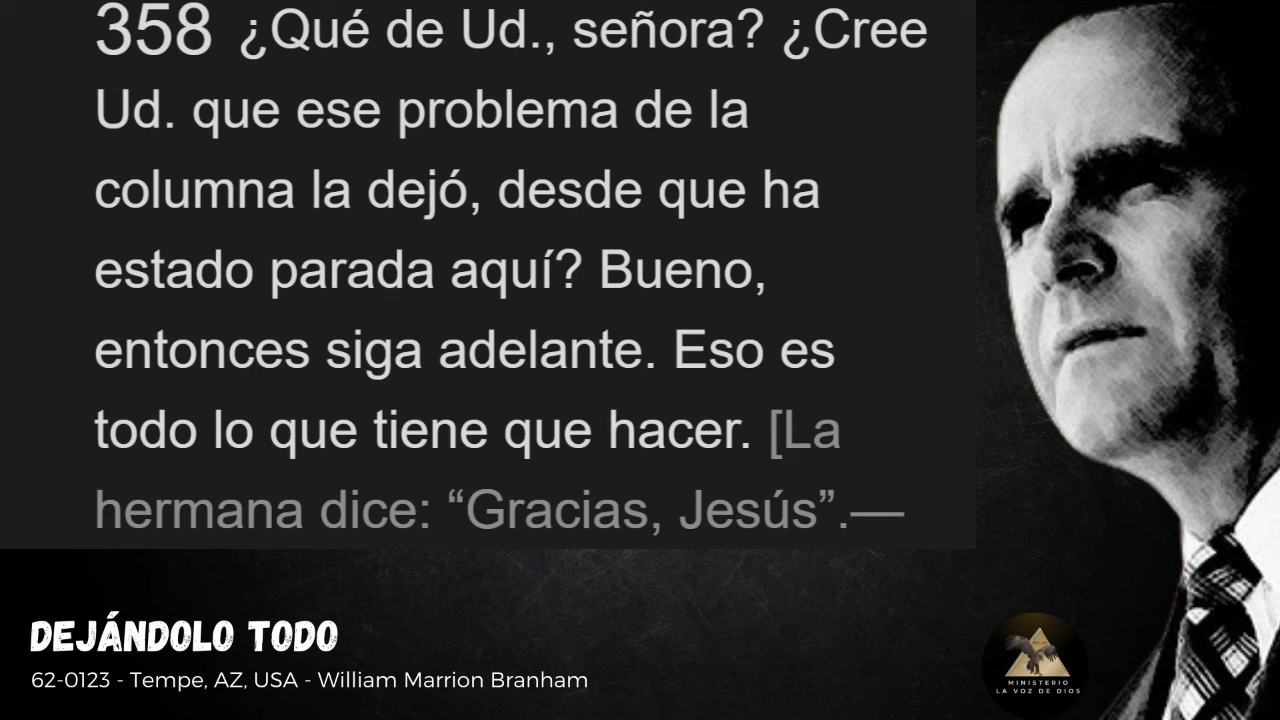 358 ¿Qué de Ud., señora? ¿Cree
Ud. que ese problema de la
columna la dejó, desde que ha
estado parada aquí? Bueno,
entonces siga adelante. Eso es
todo lo que tiene que hacer. [La
hermana dice: “Gracias, Jesús”.—
DEJÁNDOLO TODO
62-0123 - Tempe, AZ, USA - William Marrion Branham
MINISTERIO
LA VOZ DE DIOS